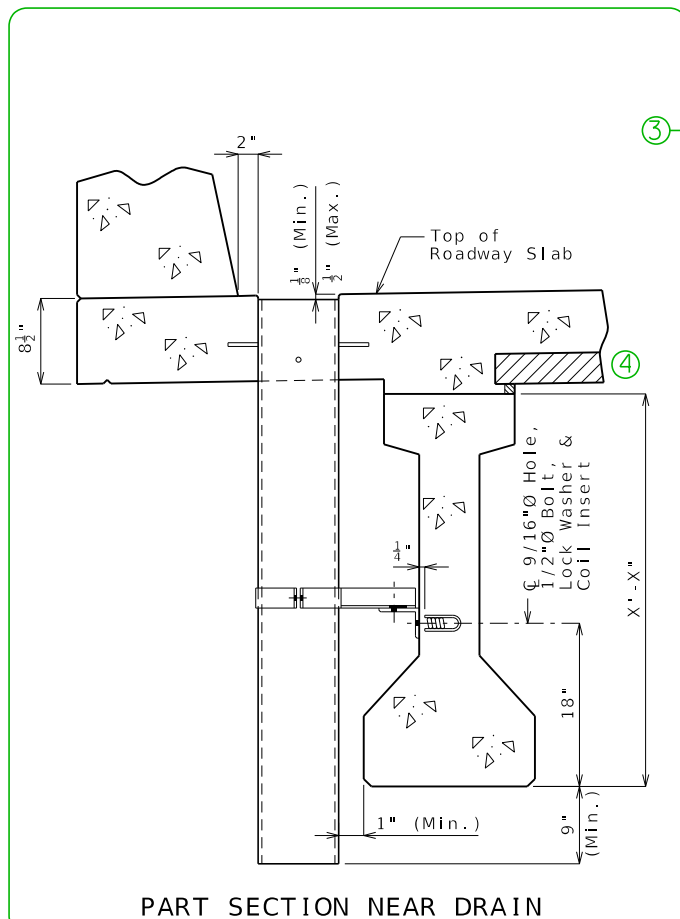 3
2"
1/8" (Min.)
1/2" (Max.)
Top of
Roadway Slab
8 1/2"
4
1/4"
℄ 9/16"Ø Hole,
1/2"Ø Bolt,
Lock Washer &
Coil Insert
X'-X"
18"
1" (Min.)
9"
(Min.)
PART SECTION NEAR DRAIN